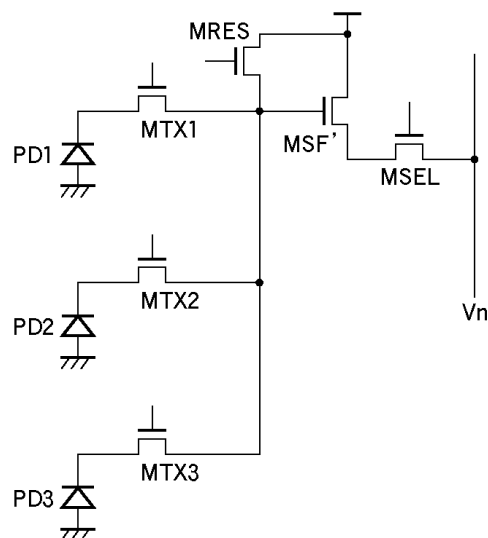 MRES
MTX1
PD1
MSF'
MSEL
MTX2
PD2
Vn
MTX3
PD3